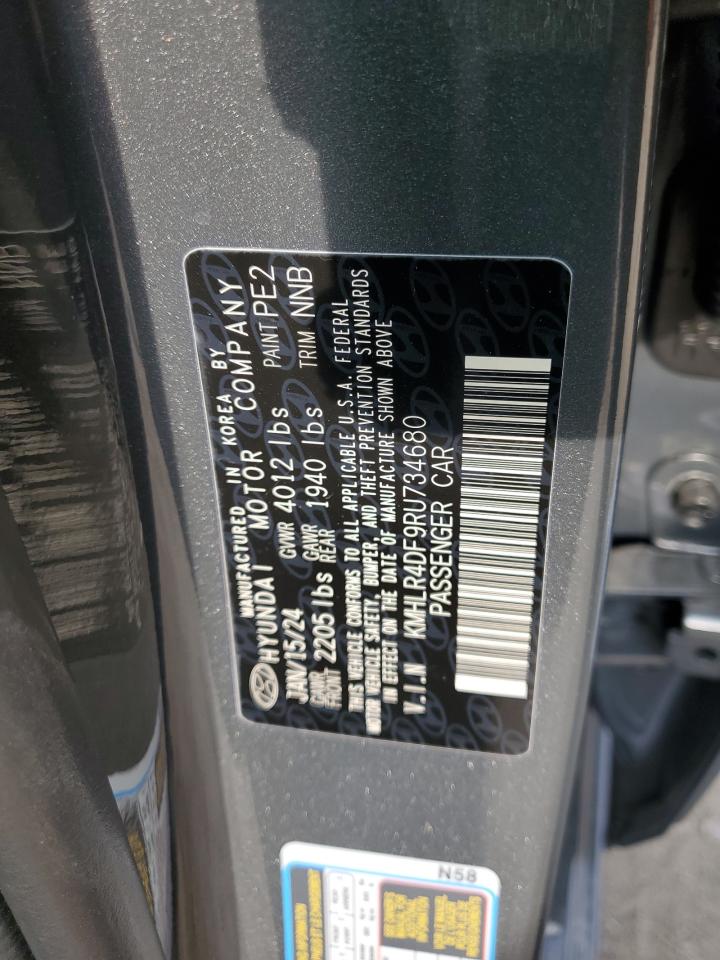 MANUFACTURED IN KOREA BY
HYUNDAI MOTOR COMPANY
JAN/15/24 GVWR 4012 lbs PAINT PE2
GAWR FRONT 2205 lbs GAWR REAR 1940 lbs TRIM NNB
THIS VEHICLE CONFORMS TO ALL APPLICABLE U.S.A. FEDERAL
MOTOR VEHICLE SAFETY, BUMPER, AND THEFT PREVENTION STANDARDS
IN EFFECT ON THE DATE OF MANUFACTURE SHOWN ABOVE
V.I.N KMHLR4DF9RU734680
PASSENGER CAR
N58